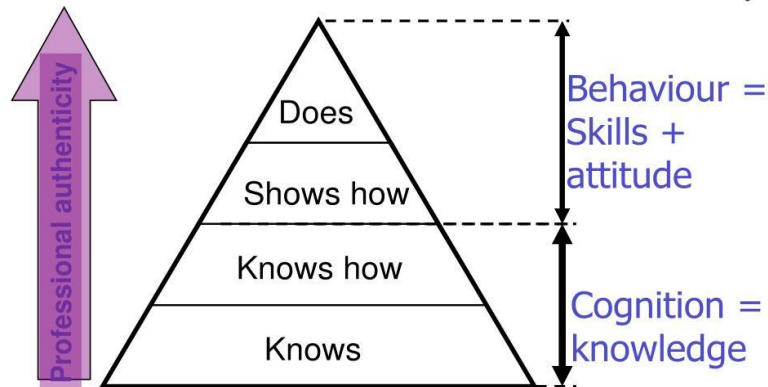 Professional authenticity
Does
Shows how
Knows how
Knows
Behaviour =
Skills +
attitude
Cognition =
knowledge